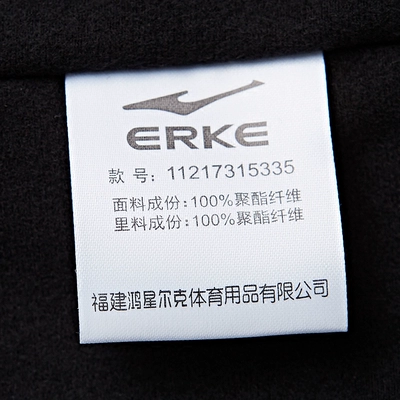 ERKE
款 号: 11217315335
面料成份:100%聚酯纤维
里料成份:100%聚酯纤维
福建鸿星尔克体育用品有限公司